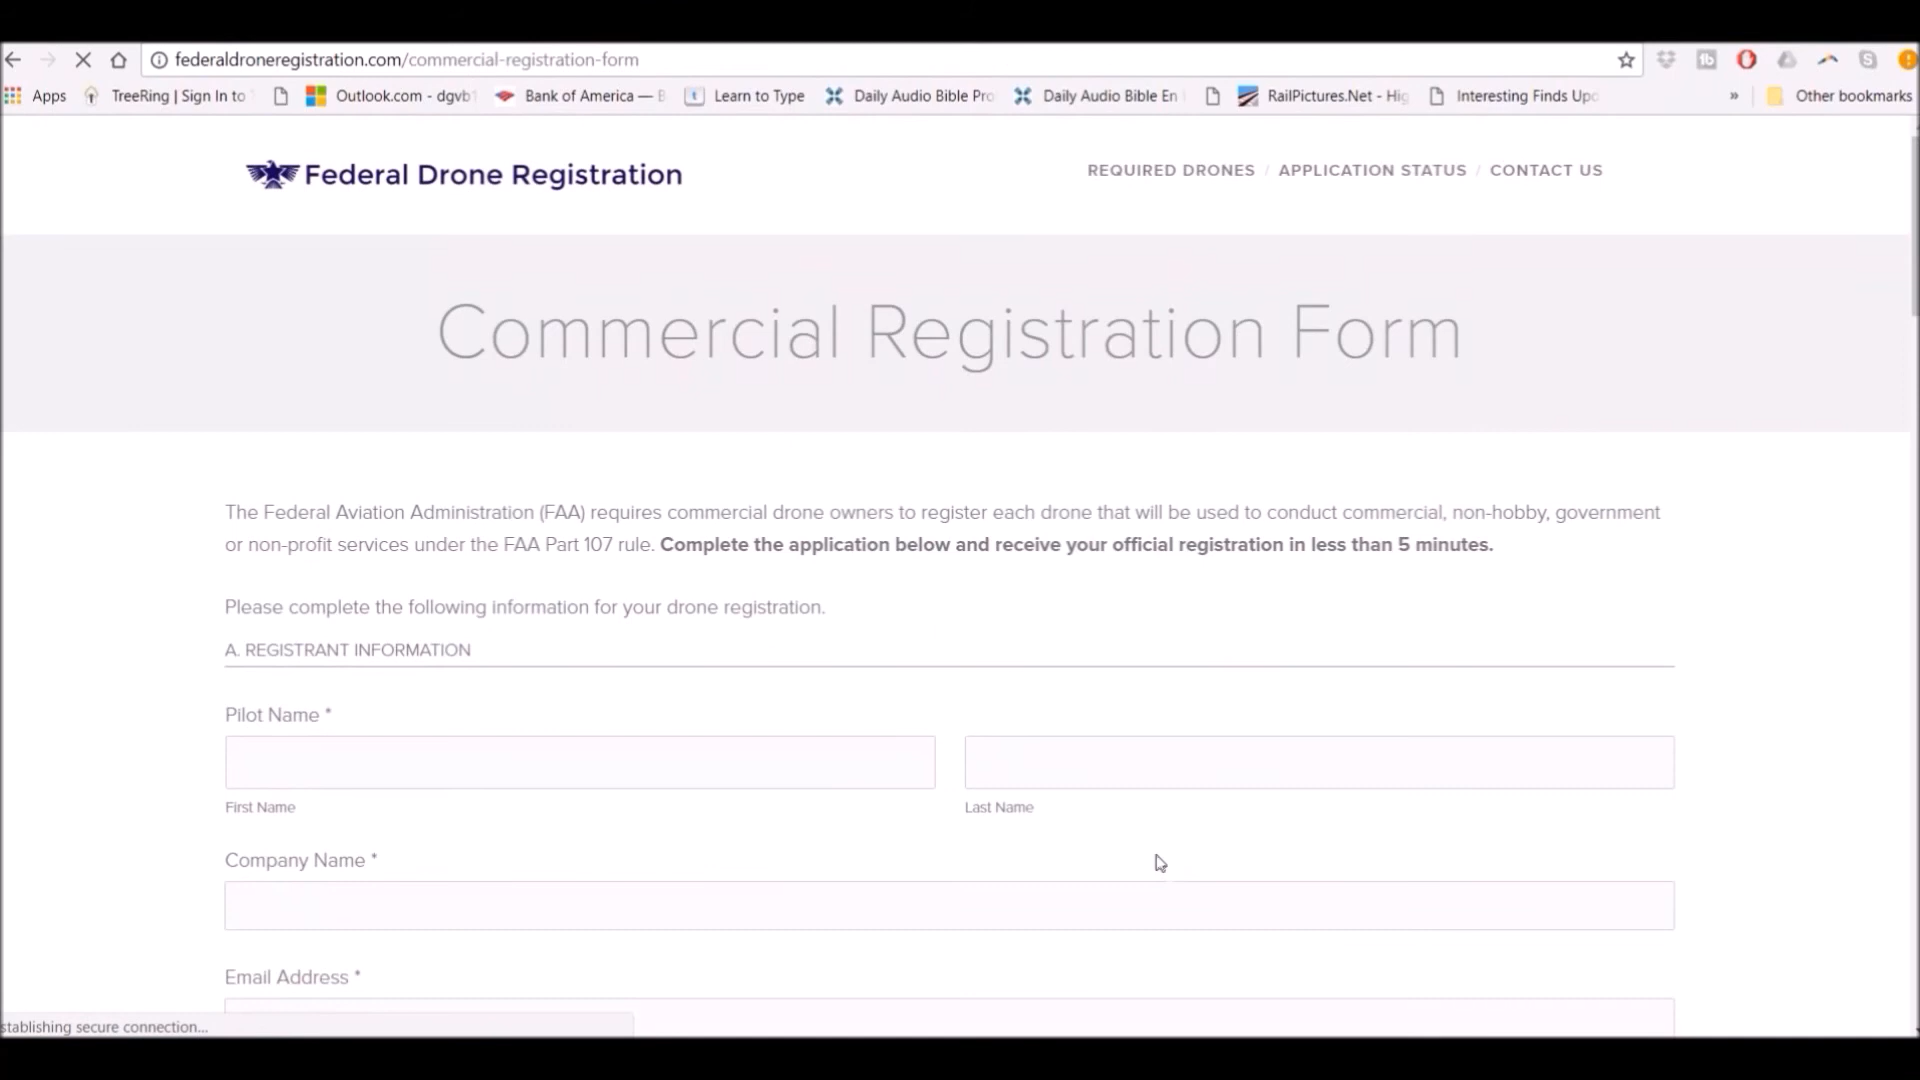 federaldroneregistration.com/commercial-registration-form
Apps TreeRing | Sign In to Outlook.com - dgvb Bank of America — B Learn to Type Daily Audio Bible Pro Daily Audio Bible En RailPictures.Net - Hig Interesting Finds Upd » Other bookmarks
Federal Drone Registration
REQUIRED DRONES / APPLICATION STATUS / CONTACT US
Commercial Registration Form
The Federal Aviation Administration (FAA) requires commercial drone owners to register each drone that will be used to conduct commercial, non-hobby, government
or non-profit services under the FAA Part 107 rule. Complete the application below and receive your official registration in less than 5 minutes.
Please complete the following information for your drone registration.
A. REGISTRANT INFORMATION
Pilot Name *
First Name Last Name
Company Name *
Email Address *
stablishing secure connection...